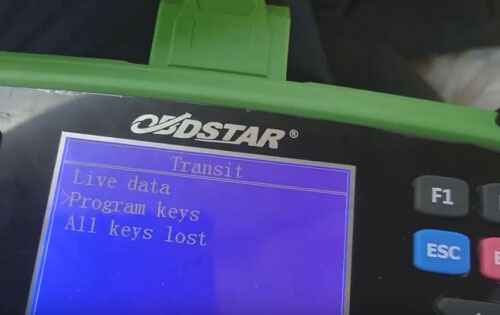 OBDSTAR®
Transit
Live data
>Program keys
All keys lost
F1
ESC